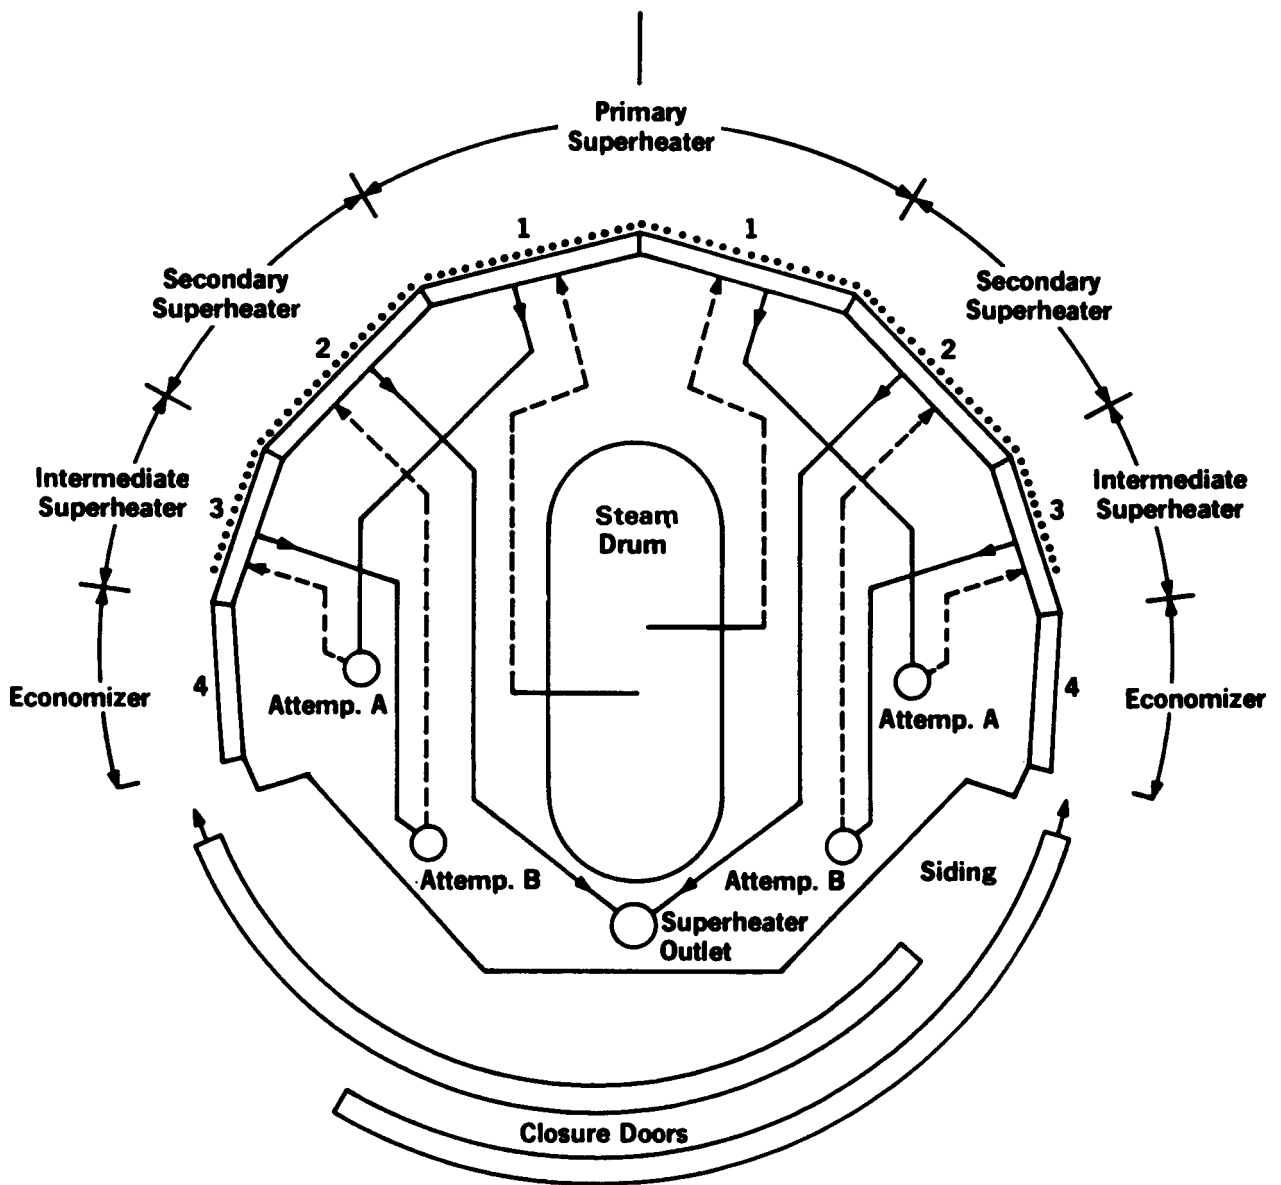 Primary
Superheater
1
1
Secondary
Superheater
Secondary
Superheater
2
2
Intermediate
Superheater
Intermediate
Superheater
3
3
Steam
Drum
4
4
Economizer
Economizer
Attemp. A
Attemp. A
Attemp. B
Attemp. B
Siding
Superheater
Outlet
Closure Doors